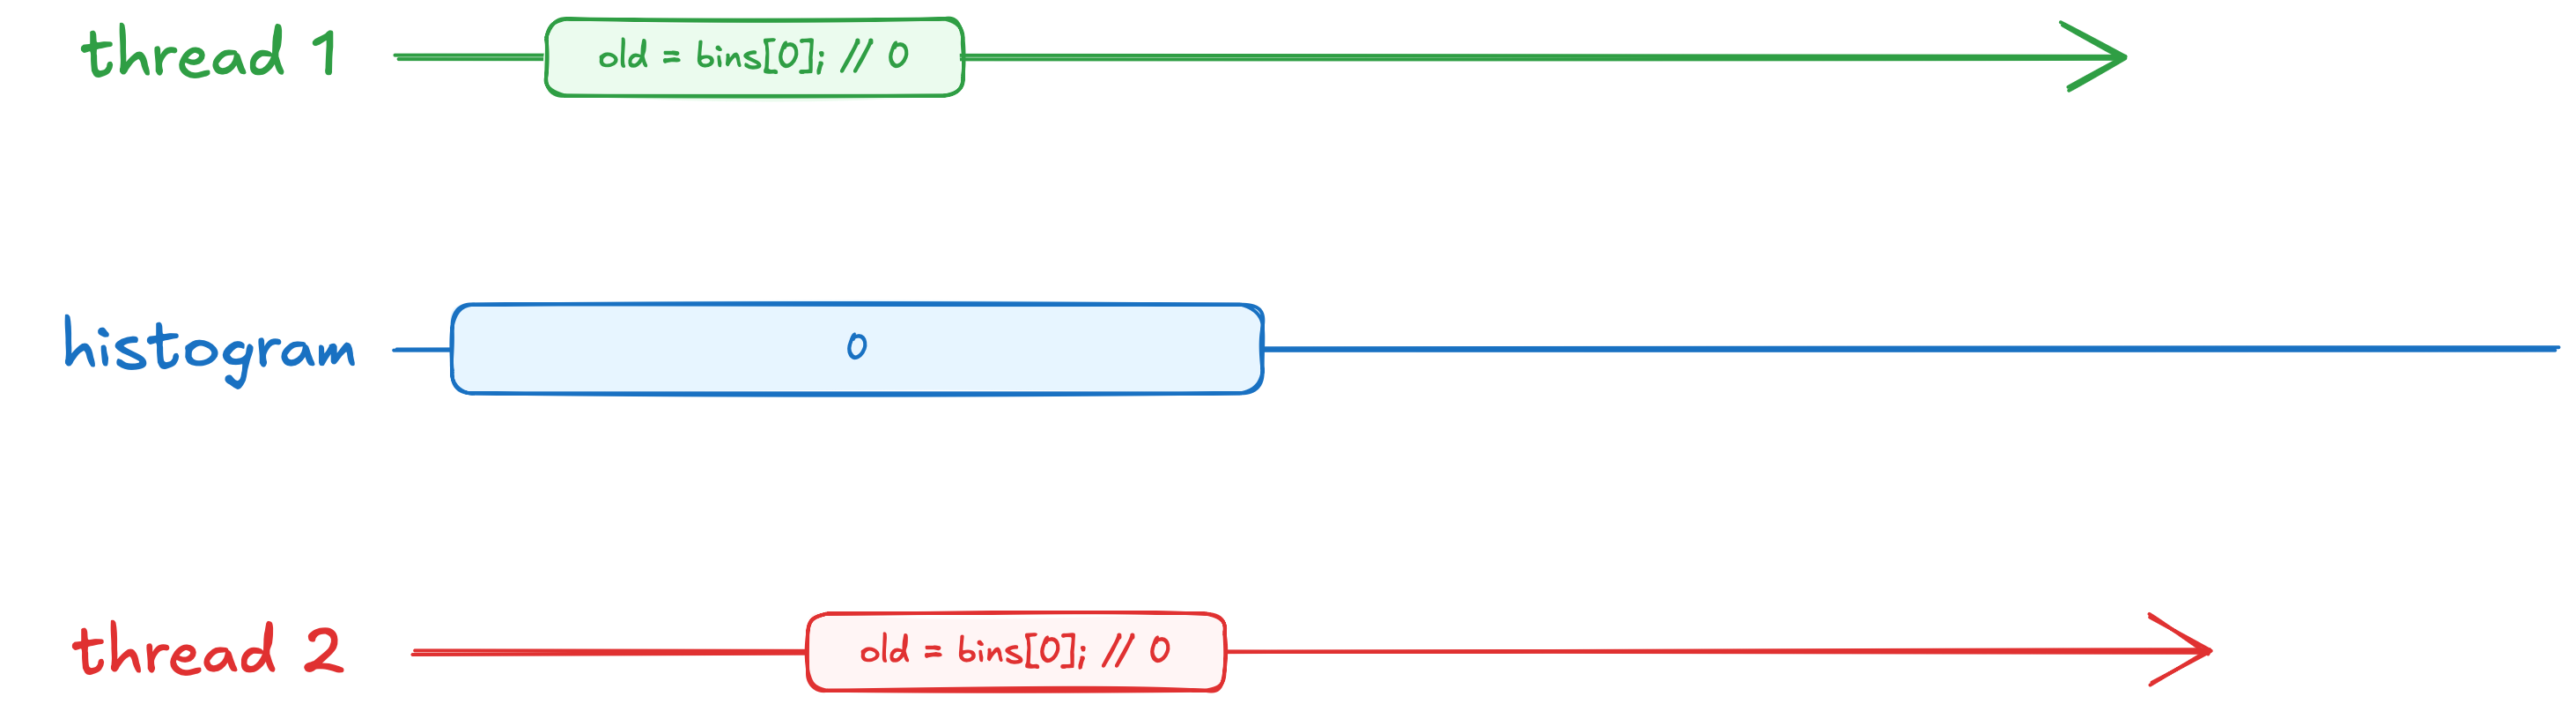 thread 1
old = bins[0]; // 0
histogram
0
thread 2
old = bins[0]; // 0